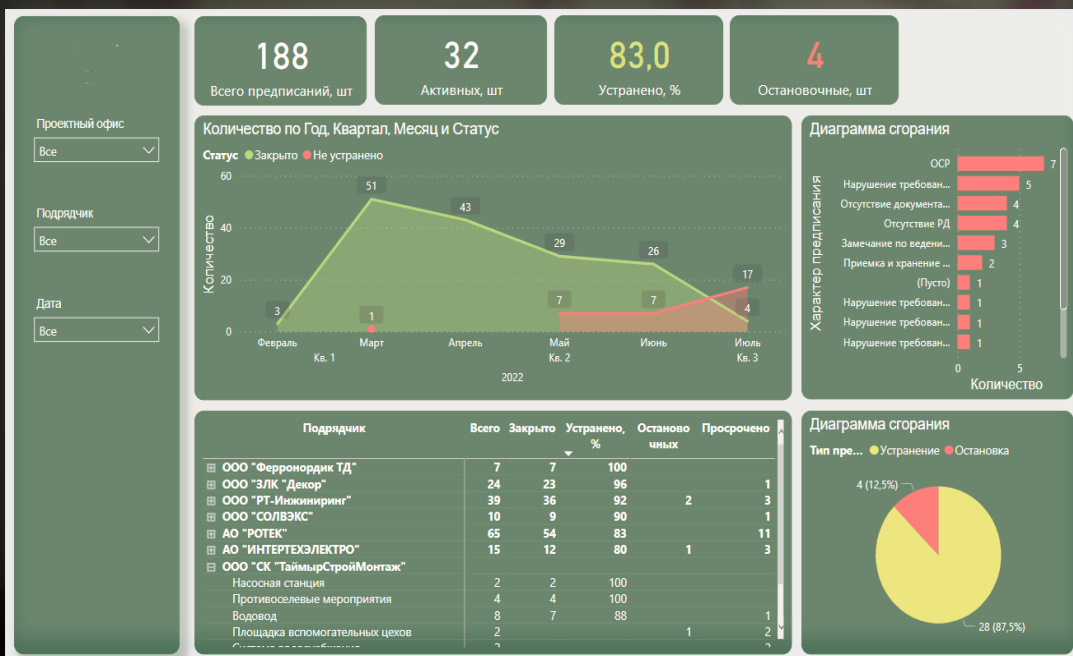 188
Всего предписаний, шт
32
Активных, шт
83,0
Устранено, %
4
Остановочные, шт
Проектный офис
Все
Подрядчик
Все
Дата
Все
Количество по Год, Квартал, Месяц и Статус
Статус Закрыто Не устранено
Количество
60
40
20
0
3
51
43
29
26
4
1
7
7
17
Февраль Март Апрель Май Июнь Июль
Кв. 1 Кв. 2 Кв. 3
2022
Диаграмма сгорания
Характер предписания
ОСР 7
Нарушение требован... 5
Отсутствие документа... 4
Отсутствие РД 4
Замечание по ведени... 3
Приемка и хранение ... 2
(Пусто) 1
Нарушение требован... 1
Нарушение требован... 1
Нарушение требован... 1
0 5
Количество
Подрядчик Всего Закрыто Устранено, % Остановочных Просрочено
ООО "Ферронордик ТД" 7 7 100
ООО "ЗЛК "Декор" 24 23 96 1
ООО "РТ-Инжиниринг" 39 36 92 2 3
ООО "СОЛВЭКС" 10 9 90 1
АО "РОТЕК" 65 54 83 11
АО "ИНТЕРТЕХЭЛЕКТРО" 15 12 80 1 3
ООО "СК "ТаймырСтройМонтаж"
Насосная станция 2 2 100
Противоселевые мероприятия 4 4 100
Водовод 8 7 88 1
Площадка вспомогательных цехов 2 1 2
Диаграмма сгорания
Тип пре... Устранение Остановка
4 (12,5%)
28 (87,5%)